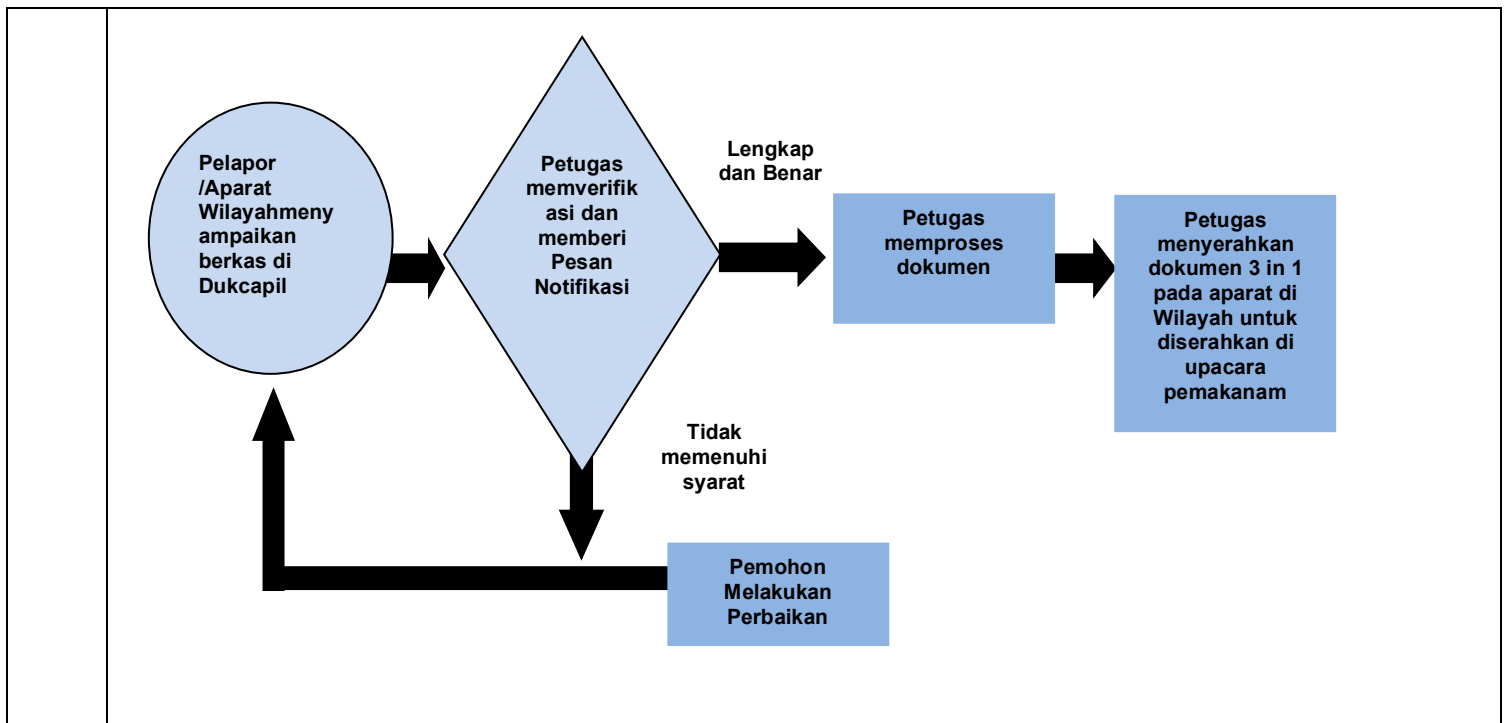 Pelapor
/Aparat
Wilayahmeny
ampaikan
berkas di
Dukcapil
Petugas
memverifik
asi dan
memberi
Pesan
Notifikasi
Lengkap
dan Benar
Petugas
memproses
dokumen
Petugas
menyerahkan
dokumen 3 in 1
pada aparat di
Wilayah untuk
diserahkan di
upacara
pemakanam
Tidak
memenuhi
syarat
Pemohon
Melakukan
Perbaikan